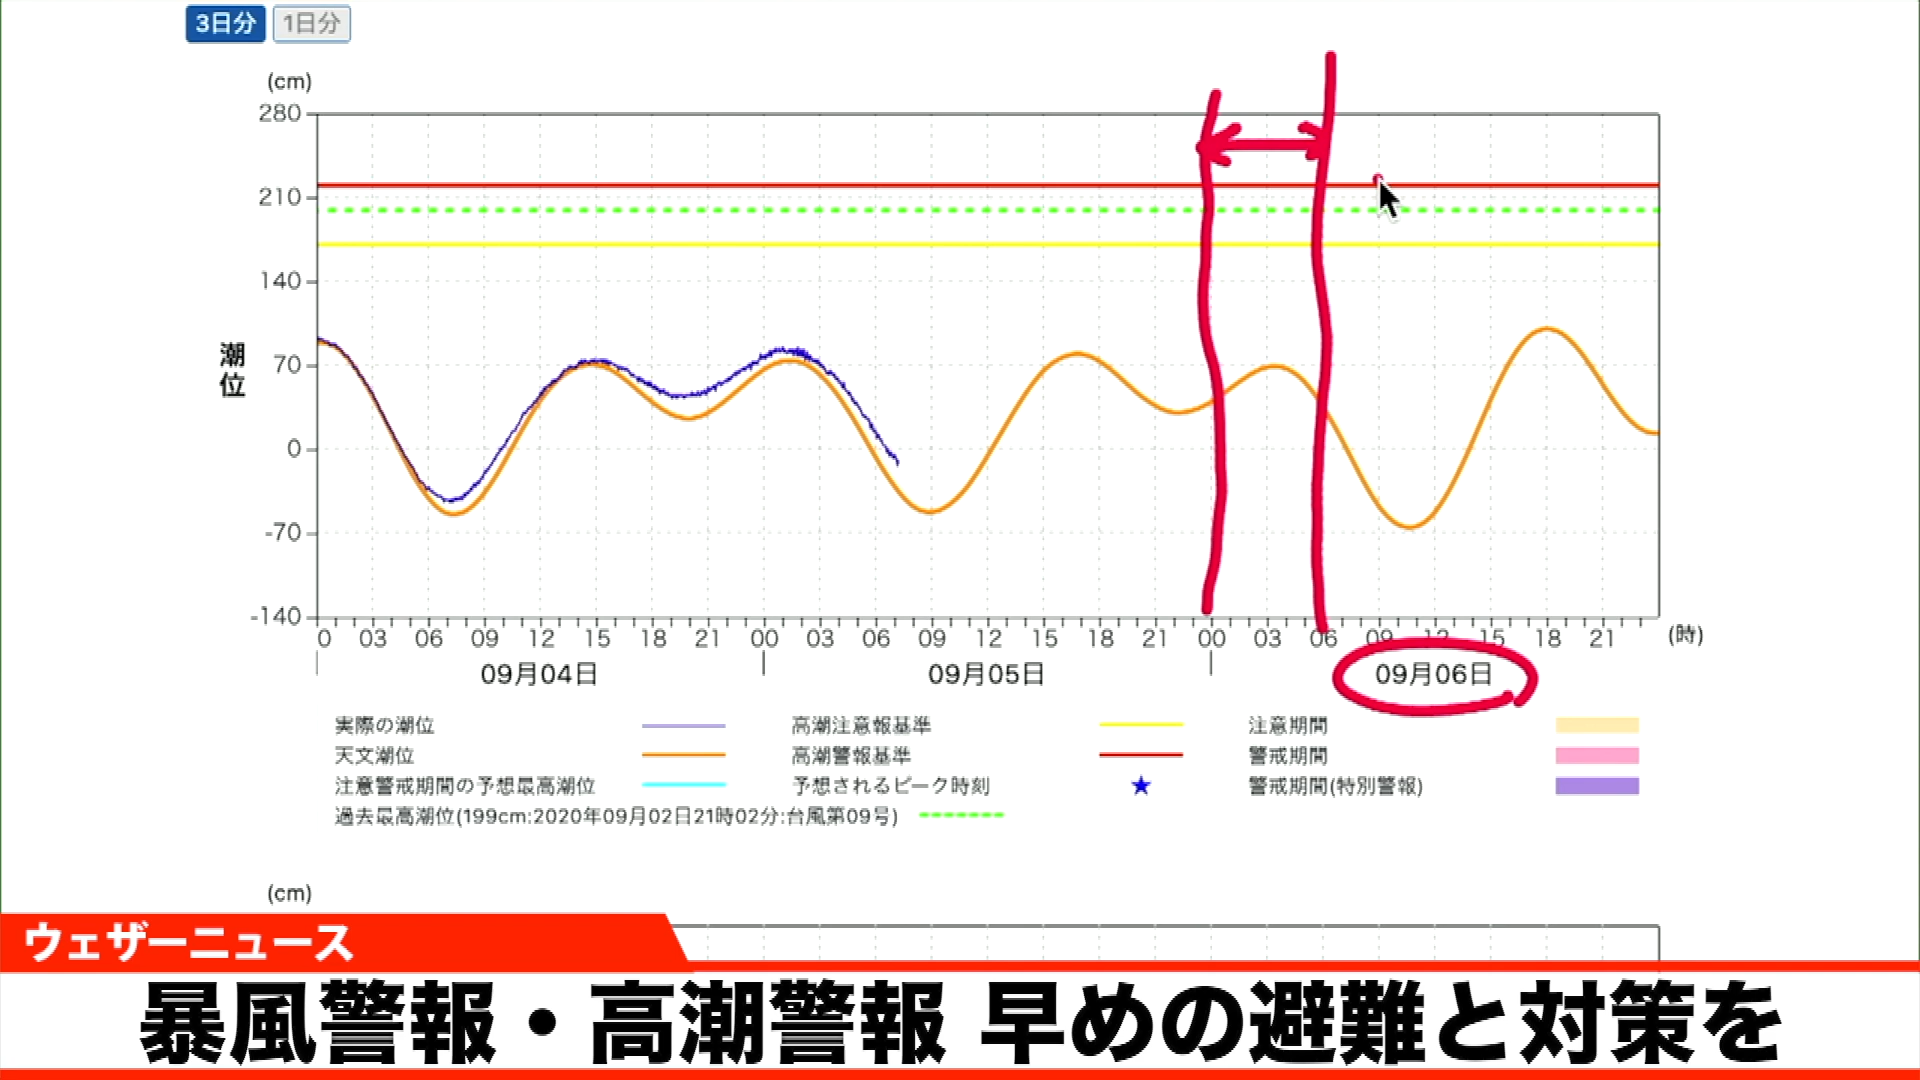 3日分 1日分
(cm)
280
210
140
70
0
-70
-140
潮位
0 03 06 09 12 15 18 21 00 03 06 09 12 15 18 21 00 03 06 09 12 15 18 21 (時)
09月04日 09月05日 09月06日
実際の潮位 高潮注意報基準 注意期間
天文潮位 高潮警報基準 警戒期間
注意警戒期間の予想最高潮位 予想されるピーク時刻 警戒期間(特別警報)
過去最高潮位(199cm:2020年09月02日21時02分:台風第09号)
(cm)
ウェザーニュース
暴風警報・高潮警報 早めの避難と対策を